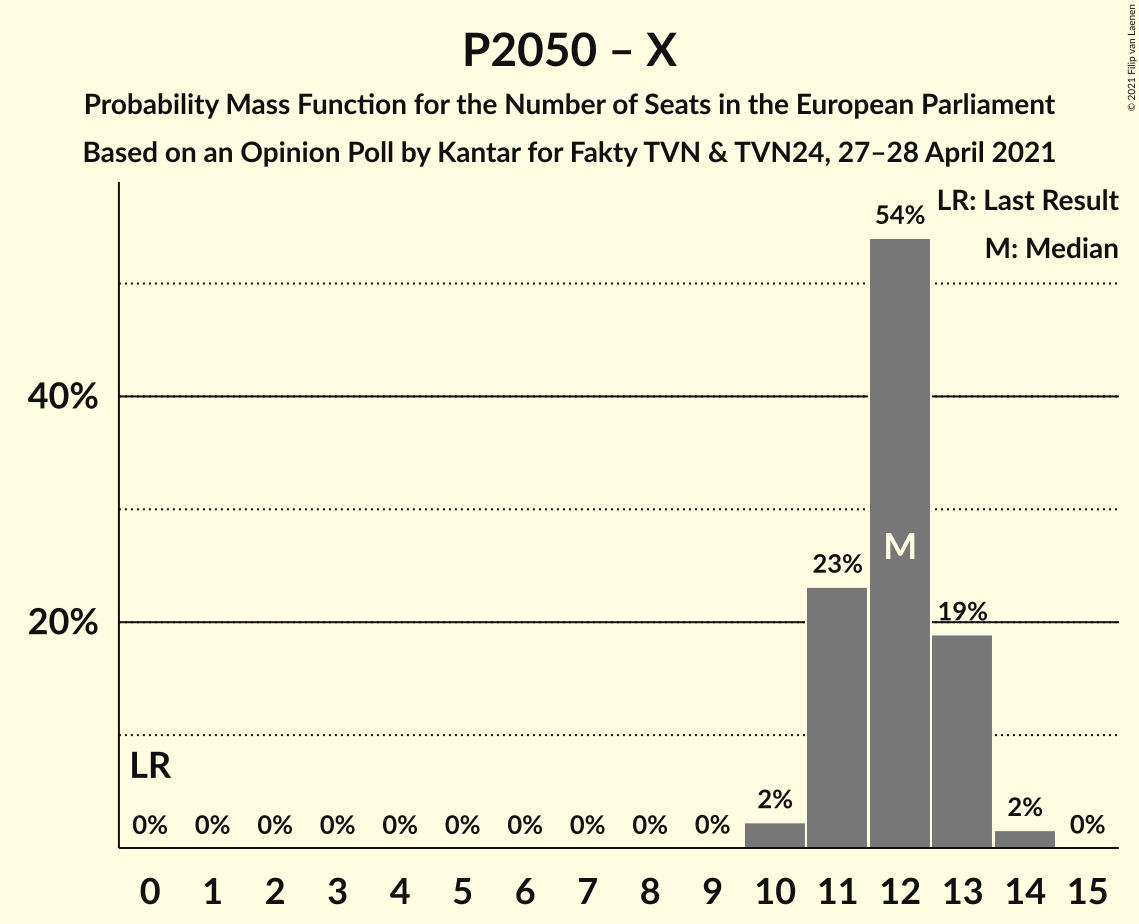 P2050 – X
Probability Mass Function for the Number of Seats in the European Parliament
Based on an Opinion Poll by Kantar for Fakty TVN & TVN24, 27–28 April 2021
© 2021 Filip van Laenen
LR: Last Result
M: Median
54%
40%
M
23%
19%
20%
LR
0% 0% 0% 0% 0% 0% 0% 0% 0% 0% 2% 2% 0%
0 1 2 3 4 5 6 7 8 9 10 11 12 13 14 15